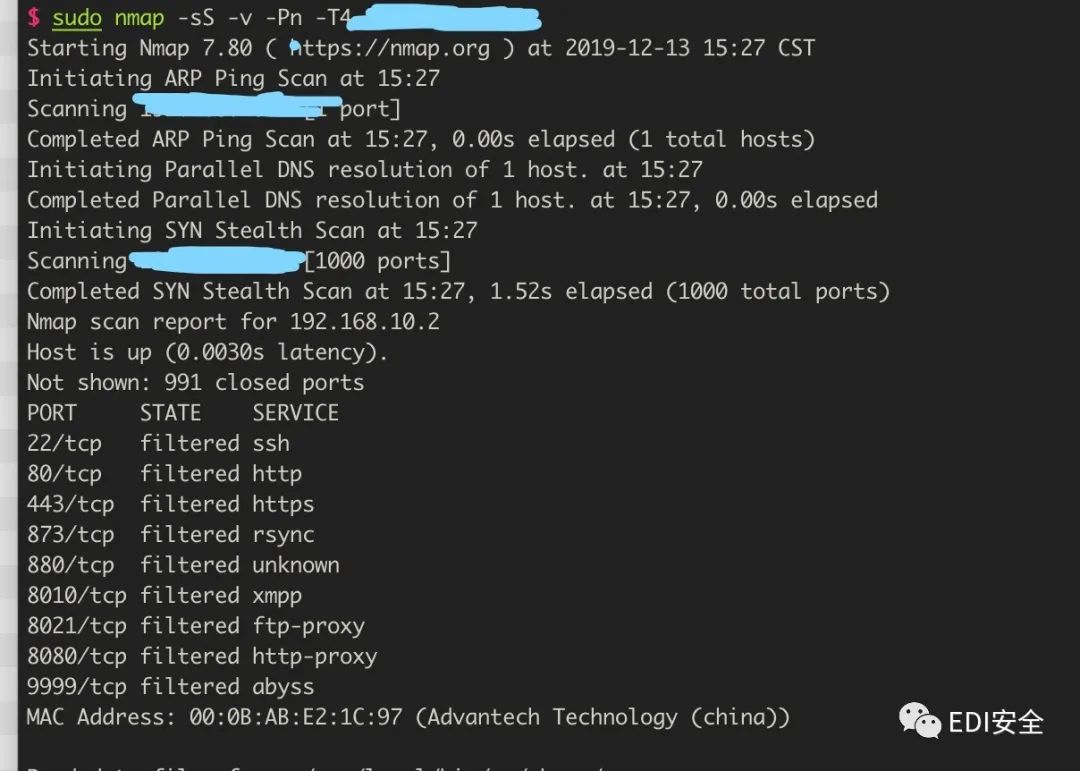 $ sudo nmap -sS -v -Pn -T4
Starting Nmap 7.80 ( https://nmap.org ) at 2019-12-13 15:27 CST
Initiating ARP Ping Scan at 15:27
Scanning port]
Completed ARP Ping Scan at 15:27, 0.00s elapsed (1 total hosts)
Initiating Parallel DNS resolution of 1 host. at 15:27
Completed Parallel DNS resolution of 1 host. at 15:27, 0.00s elapsed
Initiating SYN Stealth Scan at 15:27
Scanning [1000 ports]
Completed SYN Stealth Scan at 15:27, 1.52s elapsed (1000 total ports)
Nmap scan report for 192.168.10.2
Host is up (0.0030s latency).
Not shown: 991 closed ports
PORT STATE SERVICE
22/tcp filtered ssh
80/tcp filtered http
443/tcp filtered https
873/tcp filtered rsync
880/tcp filtered unknown
8010/tcp filtered xmpp
8021/tcp filtered ftp-proxy
8080/tcp filtered http-proxy
9999/tcp filtered abyss
MAC Address: 00:0B:AB:E2:1C:97 (Advantech Technology (china))
EDI安全